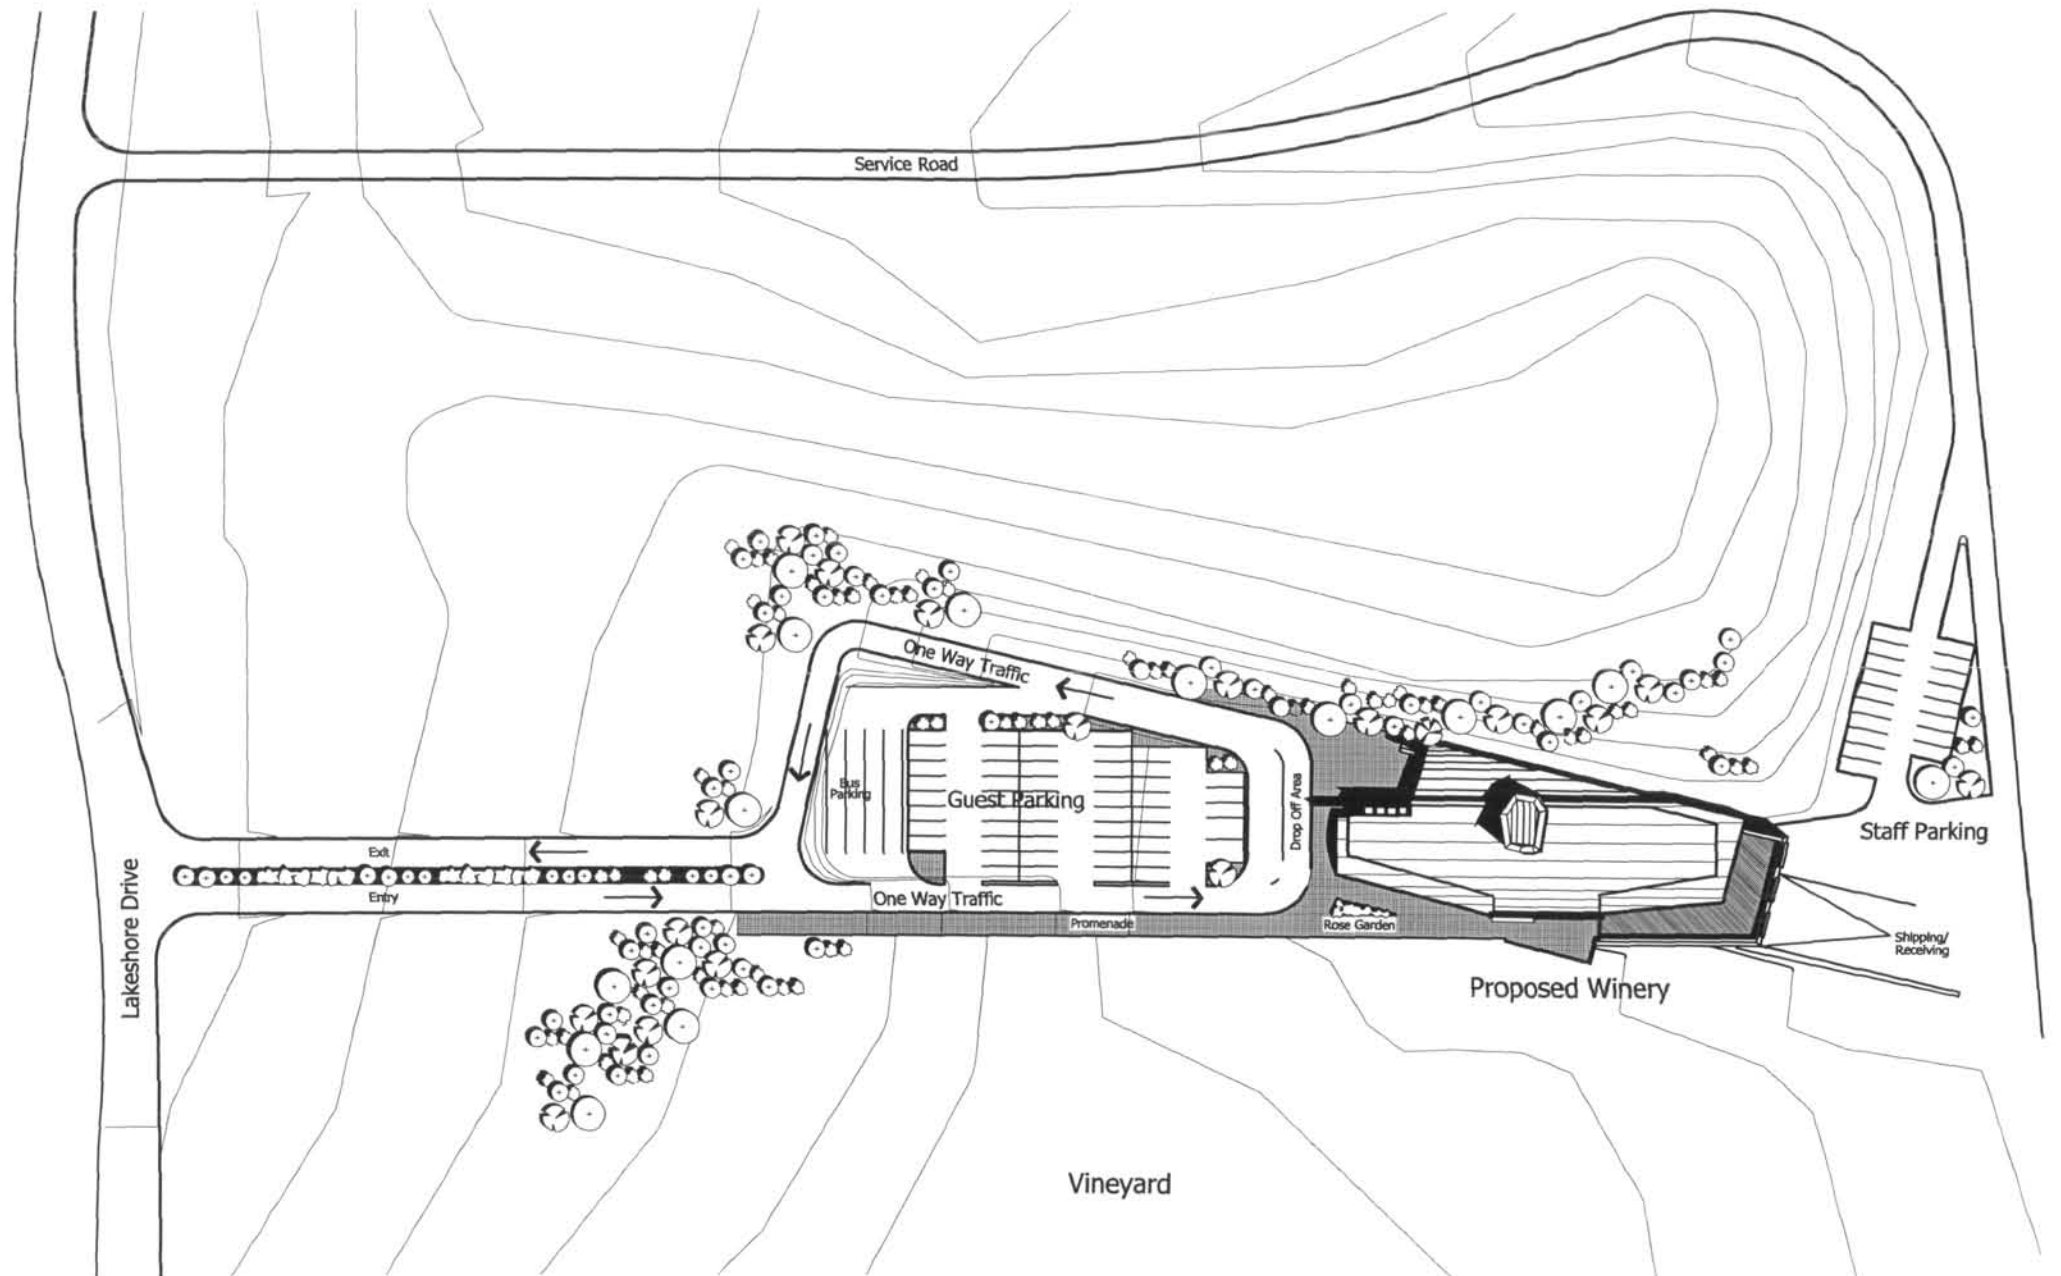 Service Road
One Way Traffic
Bus
Parking
Guest Parking
Drop Off Area
Staff Parking
Exit
Entry
One Way Traffic
Promenade
Rose Garden
Lakeshore Drive
Shipping/
Receiving
Proposed Winery
Vineyard